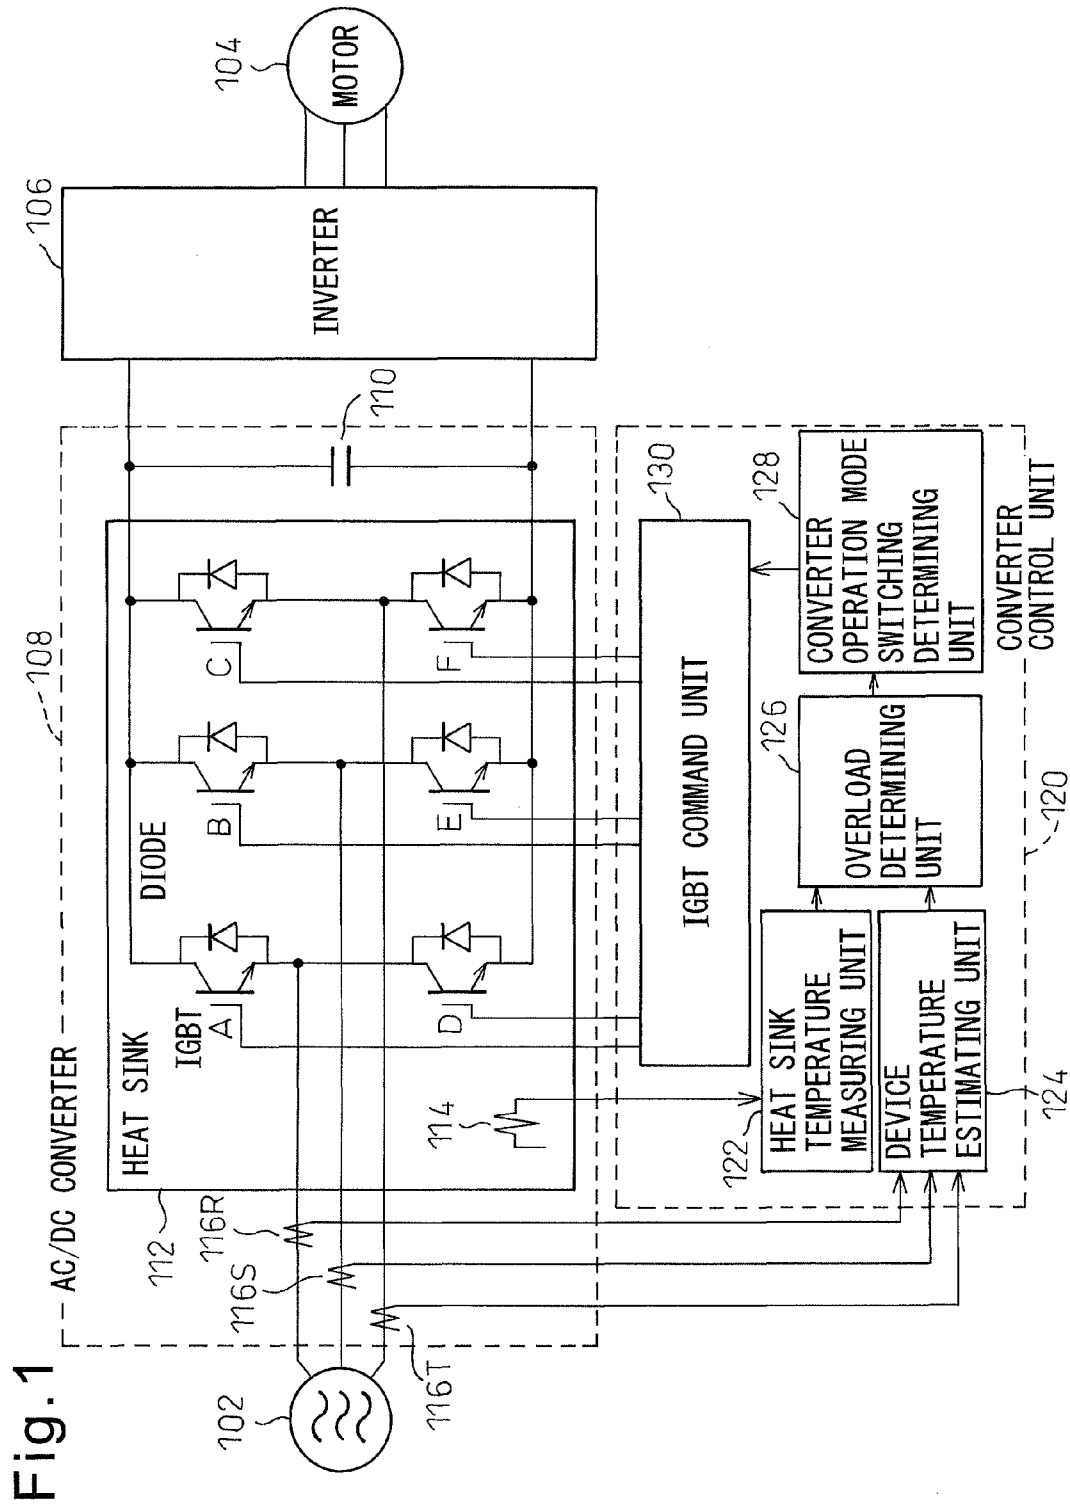 Fig.1
108
AC/DC CONVERTER
106
104
112
HEAT SINK
DIODE
IGBT
A
B
C
D
E
F
110
INVERTER
MOTOR
102
116R
116S
116T
114
130
IGBT COMMAND UNIT
122
HEAT SINK
TEMPERATURE
MEASURING UNIT
DEVICE
TEMPERATURE
ESTIMATING UNIT
124
126
OVERLOAD
DETERMINING
UNIT
128
CONVERTER
OPERATION MODE
SWITCHING
DETERMINING
UNIT
CONVERTER
CONTROL UNIT
120